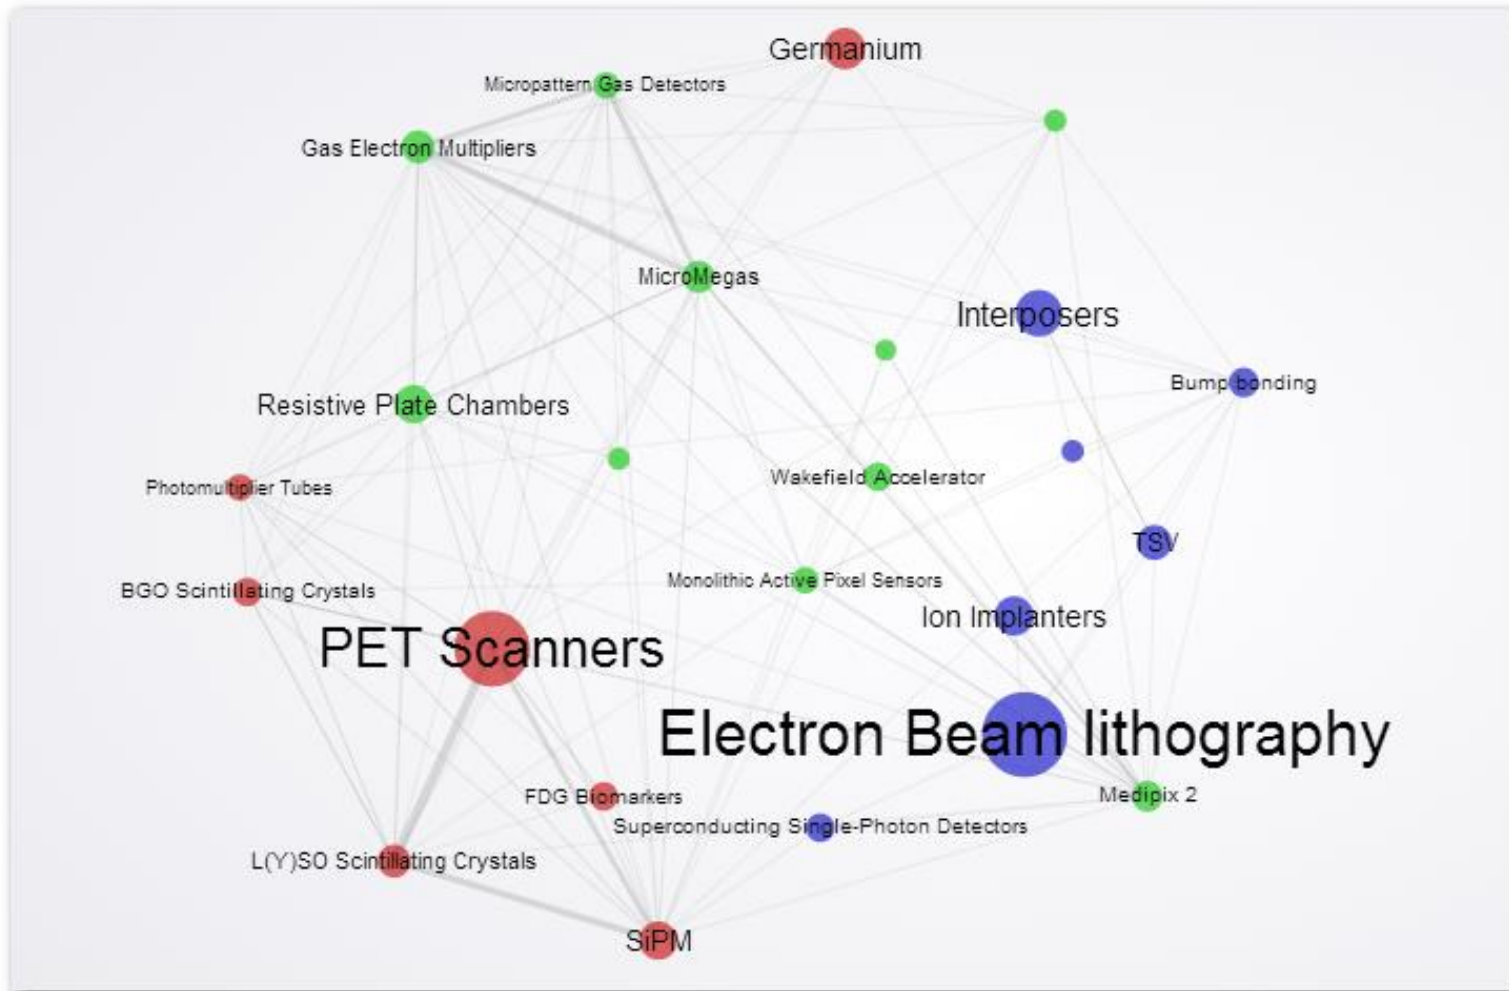 Germanium
Micropattern Gas Detectors
Gas Electron Multipliers
MicroMegas
Interposers
Bump bonding
Resistive Plate Chambers
Wakefield Accelerator
Photomultiplier Tubes
TSV
Monolithic Active Pixel Sensors
BGO Scintillating Crystals
Ion Implanters
PET Scanners
Electron Beam lithography
FDG Biomarkers
Medipix 2
Superconducting Single-Photon Detectors
L(Y)SO Scintillating Crystals
SiPM